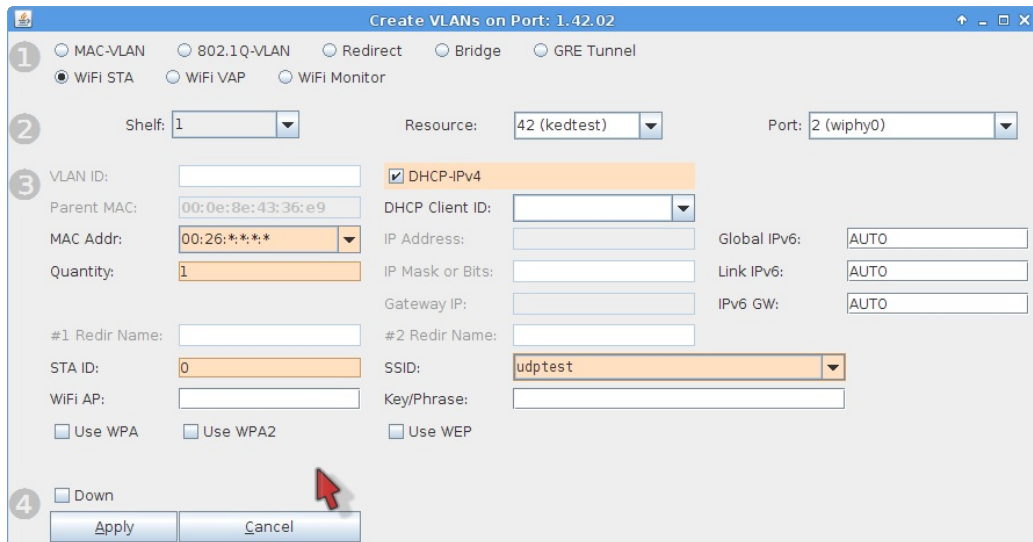 Create VLANs on Port: 1.42.02
1
MAC-VLAN 802.1Q-VLAN Redirect Bridge GRE Tunnel
WiFi STA WiFi VAP WiFi Monitor
2
Shelf: 1 Resource: 42 (kedtest) Port: 2 (wiphy0)
3
VLAN ID: DHCP-IPv4
Parent MAC: 00:0e:8e:43:36:e9 DHCP Client ID:
MAC Addr: 00:26:*:*:*:* IP Address: Global IPv6: AUTO
Quantity: 1 IP Mask or Bits: Link IPv6: AUTO
Gateway IP: IPv6 GW: AUTO
#1 Redir Name: #2 Redir Name:
STA ID: 0 SSID: udptest
WiFi AP: Key/Phrase:
Use WPA Use WPA2 Use WEP
4
Down
Apply Cancel